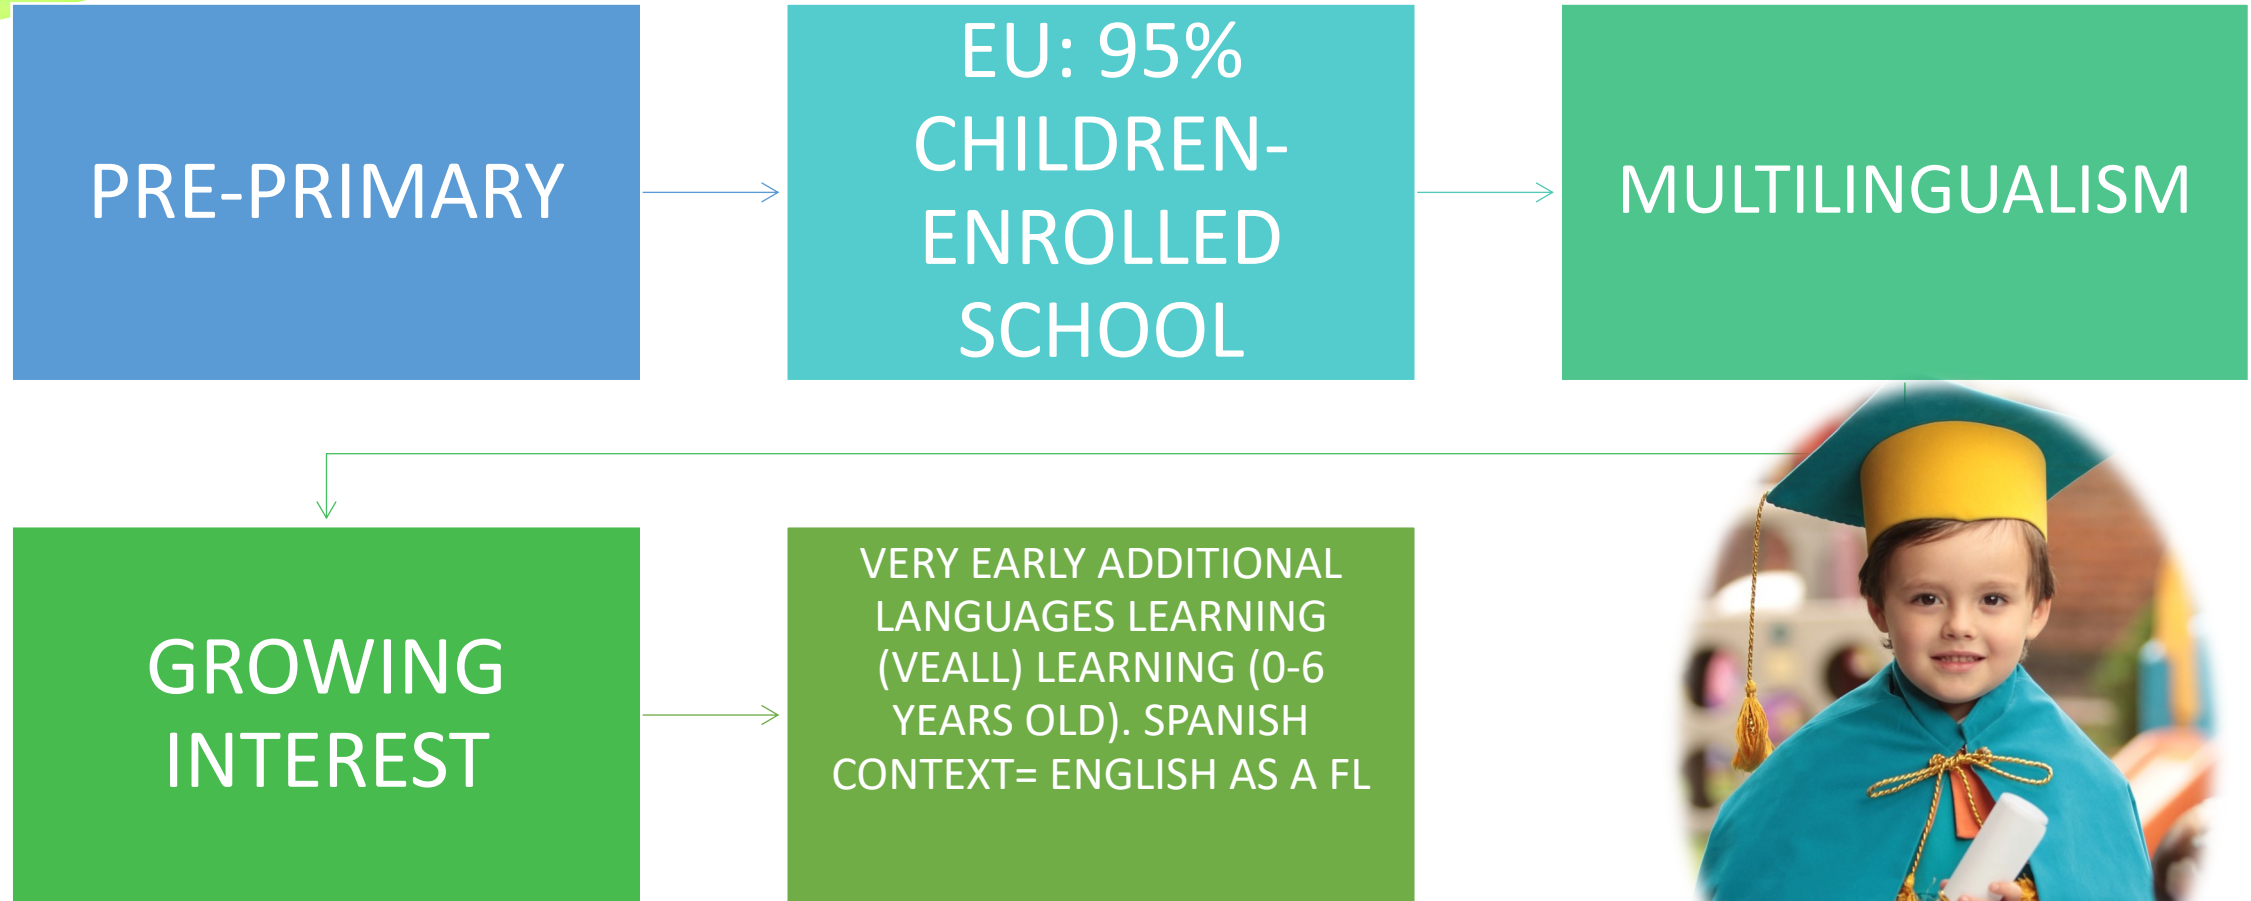 PRE-PRIMARY
EU: 95%
CHILDREN-
ENROLLED
SCHOOL
MULTILINGUALISM
GROWING
INTEREST
VERY EARLY ADDITIONAL
LANGUAGES LEARNING
(VEALL) LEARNING (0-6
YEARS OLD). SPANISH
CONTEXT= ENGLISH AS A FL